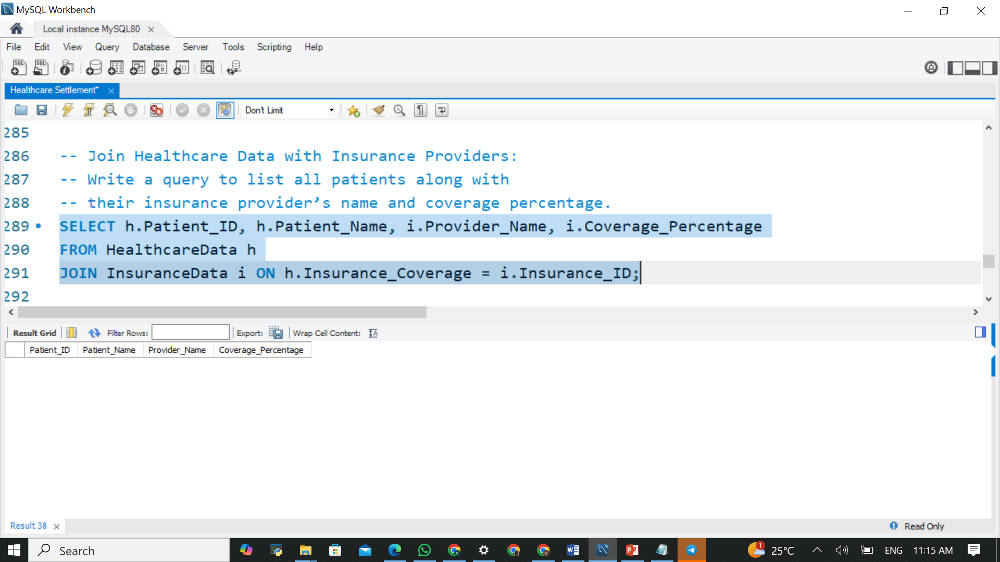 MySQL Workbench
Local instance MySQL80
File Edit View Query Database Server Tools Scripting Help
Healthcare Settlement*
Don't Limit
285
286 -- Join Healthcare Data with Insurance Providers:
287 -- Write a query to list all patients along with
288 -- their insurance provider’s name and coverage percentage.
289 SELECT h.Patient_ID, h.Patient_Name, i.Provider_Name, i.Coverage_Percentage
290 FROM HealthcareData h
291 JOIN InsuranceData i ON h.Insurance_Coverage = i.Insurance_ID;
292
Result Grid Filter Rows: Export: Wrap Cell Content:
Patient_ID Patient_Name Provider_Name Coverage_Percentage
Result 38 Read Only
Search 1 25°C ENG 11:15 AM